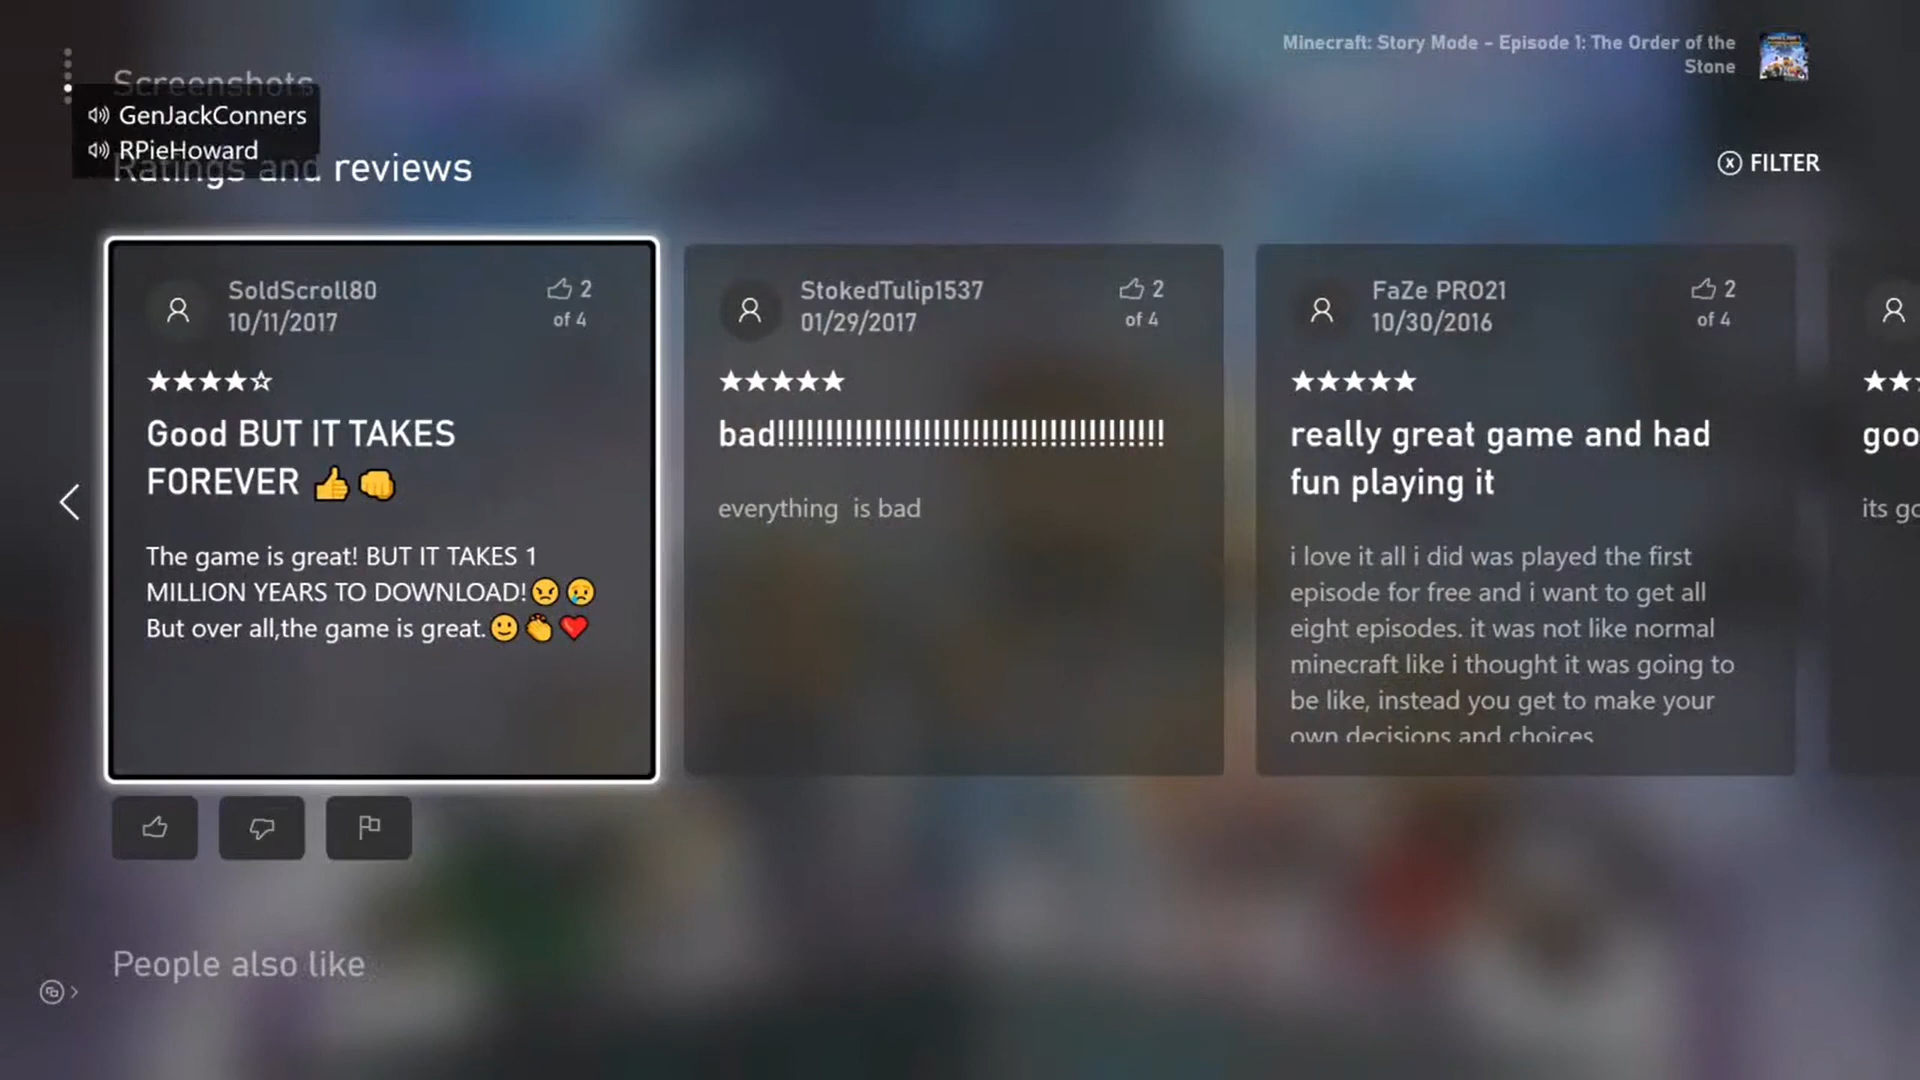 Minecraft: Story Mode - Episode 1: The Order of the
Stone
Screenshots
GenJackConners
RPieHoward
Ratings and reviews
FILTER
SoldScroll80
10/11/2017
2
of 4
Good BUT IT TAKES
FOREVER 👍👊
The game is great! BUT IT TAKES 1
MILLION YEARS TO DOWNLOAD!😠😢
But over all,the game is great.🙂👏❤️
StokedTulip1537
01/29/2017
2
of 4
bad!!!!!!!!!!!!!!!!!!!!!!!!!!!!!!!!!!!!!!!!
everything  is bad
FaZe PRO21
10/30/2016
2
of 4
really great game and had
fun playing it
i love it all i did was played the first
episode for free and i want to get all
eight episodes. it was not like normal
minecraft like i thought it was going to
be like, instead you get to make your
own decisions and choices
goo
its go
People also like